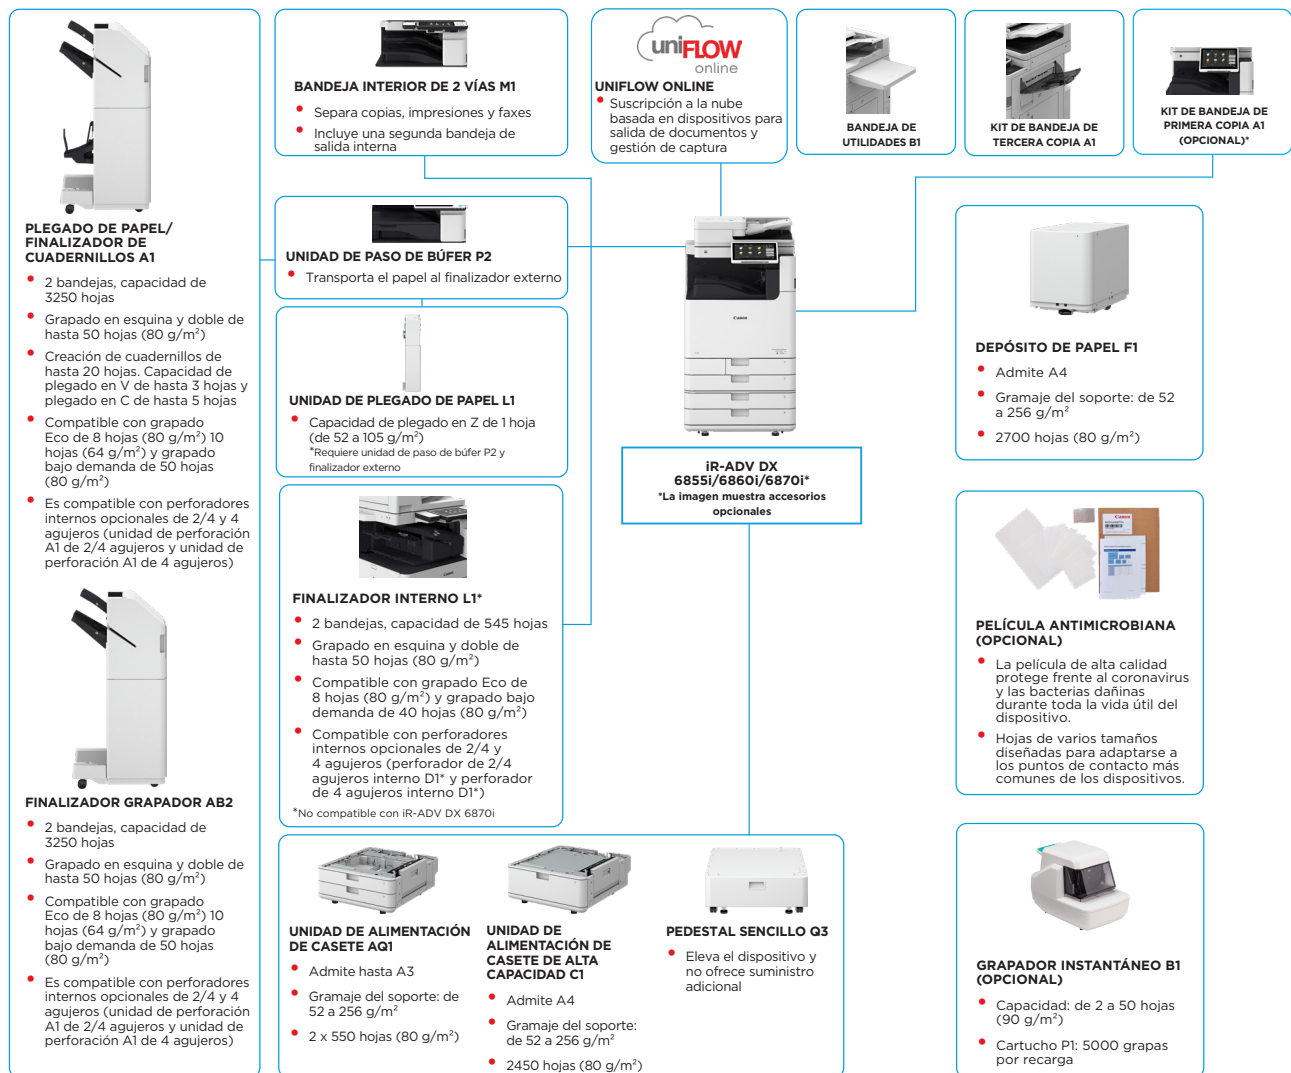 PLEGADO DE PAPEL/
FINALIZADOR DE
CUADERNILLOS A1
• 2 bandejas, capacidad de
3250 hojas
• Grapado en esquina y doble de
hasta 50 hojas (80 g/m²)
• Creación de cuadernillos de
hasta 20 hojas. Capacidad de
plegado en V de hasta 3 hojas y
plegado en C de hasta 5 hojas
• Compatible con grapado
Eco de 8 hojas (80 g/m²) 10
hojas (64 g/m²) y grapado
bajo demanda de 50 hojas
(80 g/m²)
• Es compatible con perforadores
internos opcionales de 2/4 y 4
agujeros (unidad de perforación
A1 de 2/4 agujeros y unidad de
perforación A1 de 4 agujeros)
FINALIZADOR GRAPADOR AB2
• 2 bandejas, capacidad de
3250 hojas
• Grapado en esquina y doble de
hasta 50 hojas (80 g/m²)
• Compatible con grapado
Eco de 8 hojas (80 g/m²) 10
hojas (64 g/m²) y grapado
bajo demanda de 50 hojas
(80 g/m²)
• Es compatible con perforadores
internos opcionales de 2/4 y 4
agujeros (unidad de perforación
A1 de 2/4 agujeros y unidad de
perforación A1 de 4 agujeros)
BANDEJA INTERIOR DE 2 VÍAS M1
• Separa copias, impresiones y faxes
• Incluye una segunda bandeja de
salida interna
UNIDAD DE PASO DE BÚFER P2
• Transporta el papel al finalizador externo
UNIDAD DE PLEGADO DE PAPEL L1
• Capacidad de plegado en Z de 1 hoja
(de 52 a 105 g/m²)
*Requiere unidad de paso de búfer P2 y
finalizador externo
FINALIZADOR INTERNO L1*
• 2 bandejas, capacidad de 545 hojas
• Grapado en esquina y doble de
hasta 50 hojas (80 g/m²)
• Compatible con grapado Eco de
8 hojas (80 g/m²) y grapado bajo
demanda de 40 hojas (80 g/m²)
• Compatible con perforadores
internos opcionales de 2/4 y
4 agujeros (perforador de 2/4
agujeros interno D1* y perforador
de 4 agujeros interno D1*)
*No compatible con iR-ADV DX 6870i
uniFLOW
online
UNIFLOW ONLINE
• Suscripción a la nube
basada en dispositivos para
salida de documentos y
gestión de captura
BANDEJA DE
UTILIDADES B1
KIT DE BANDEJA DE
TERCERA COPIA A1
KIT DE BANDEJA DE
PRIMERA COPIA A1
(OPCIONAL)*
Canon
iR-ADV DX
6855i/6860i/6870i*
*La imagen muestra accesorios
opcionales
UNIDAD DE ALIMENTACIÓN
DE CASETE AQ1
• Admite hasta A3
• Gramaje del soporte: de
52 a 256 g/m²
• 2 x 550 hojas (80 g/m²)
UNIDAD DE
ALIMENTACIÓN DE
CASETE DE ALTA
CAPACIDAD C1
• Admite A4
• Gramaje del soporte:
de 52 a 256 g/m²
• 2450 hojas (80 g/m²)
PEDESTAL SENCILLO Q3
• Eleva el dispositivo y
no ofrece suministro
adicional
DEPÓSITO DE PAPEL F1
• Admite A4
• Gramaje del soporte: de 52
a 256 g/m²
• 2700 hojas (80 g/m²)
Canon
PELÍCULA ANTIMICROBIANA
(OPCIONAL)
• La película de alta calidad
protege frente al coronavirus
y las bacterias dañinas
durante toda la vida útil del
dispositivo.
• Hojas de varios tamaños
diseñadas para adaptarse a
los puntos de contacto más
comunes de los dispositivos.
GRAPADOR INSTANTÁNEO B1
(OPCIONAL)
• Capacidad: de 2 a 50 hojas
(90 g/m²)
• Cartucho P1: 5000 grapas
por recarga